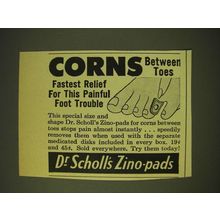 CORNS Between
Toes
Fastest Relief
For This Painful
Foot Trouble
This special size and
shape Dr. Scholl's Zino-pads for corns between
toes stops pain almost instantly . . . speedily
removes them when used with the separate
medicated disks included in every box. 19¢
and 45¢. Sold everywhere. Try them today!
Dr Scholl's Zino-pads